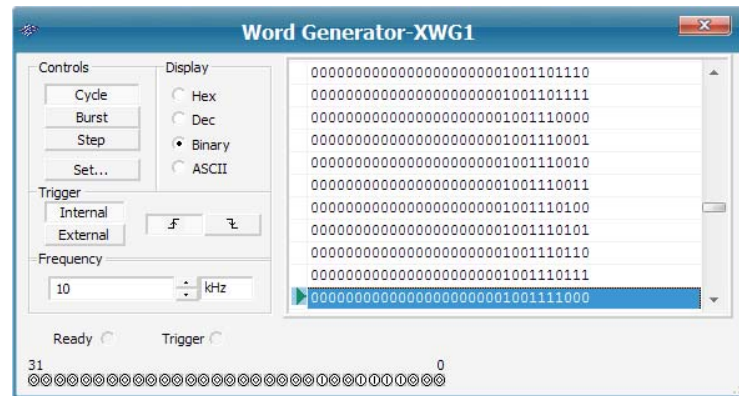 Word Generator-XWG1
Controls
Cycle
Burst
Step
Set...
Display
Hex
Dec
Binary
ASCII
Trigger
Internal
External
Frequency
10
kHz
Ready
Trigger
31
0
00000000000000000000001001101110
00000000000000000000001001101111
00000000000000000000001001110000
00000000000000000000001001110001
00000000000000000000001001110010
00000000000000000000001001110011
00000000000000000000001001110100
00000000000000000000001001110101
00000000000000000000001001110110
00000000000000000000001001110111
00000000000000000000001001111000